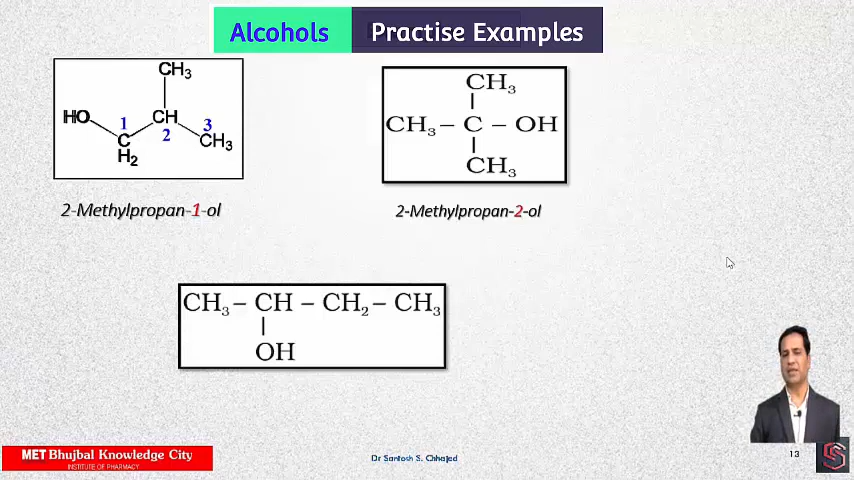 Alcohols Practise Examples
CH3
HO 1 CH 3
2
C CH3
H2
2-Methylpropan-1-ol
CH3
CH3 – C – OH
CH3
2-Methylpropan-2-ol
CH3 – CH – CH2 – CH3
OH
MET Bhujbal Knowledge City
INSTITUTE OF PHARMACY
Dr Santosh S. Chhajed
13